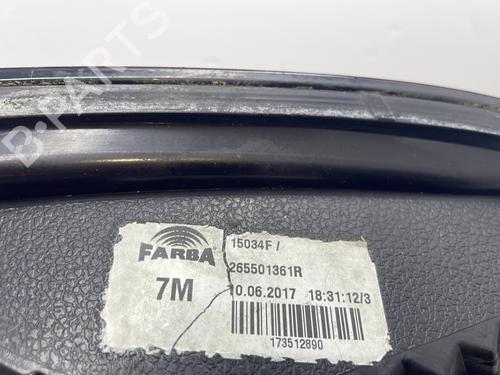 B-PARTS
FARBA
7M
15034F /
265501361R
10.06.2017 18:31:12/3
173512890